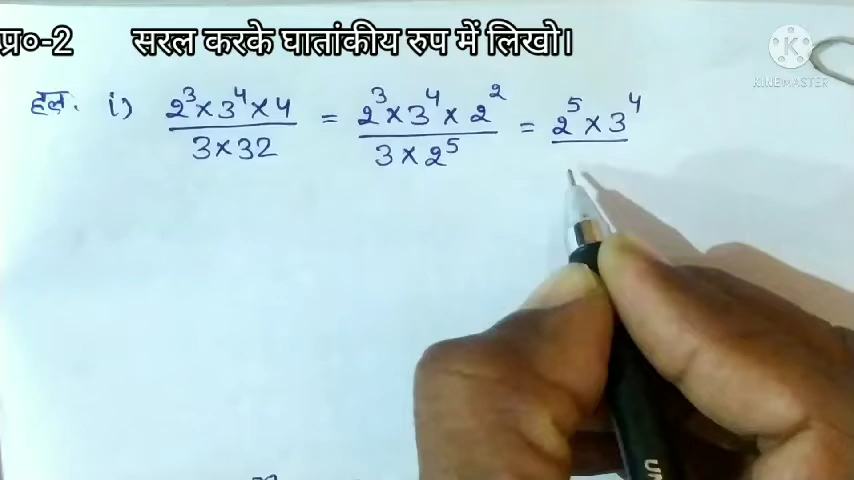 प्र०-2 सरल करके घातांकीय रुप में लिखो।
KINEMASTER
हल. i) 2³×3⁴×4 / 3×32 = 2³×3⁴×2² / 3×2⁵ = 2⁵×3⁴